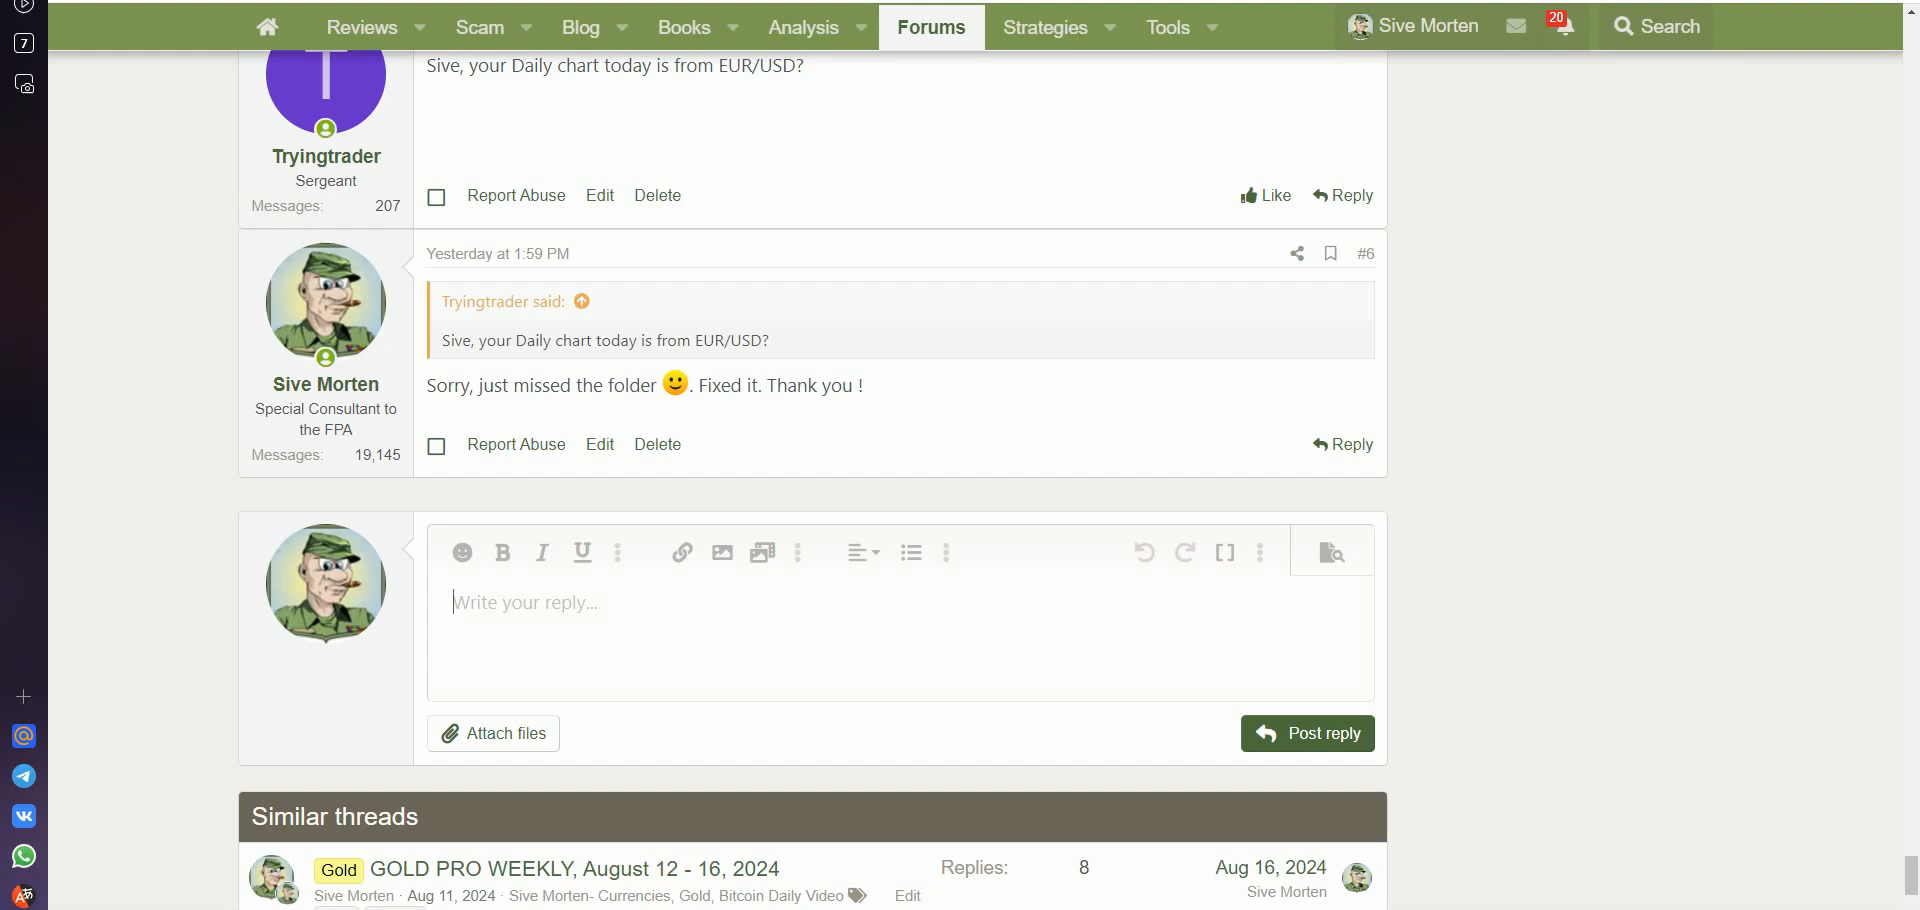 7
Reviews Scam Blog Books Analysis Forums Strategies Tools Sive Morten 20 Search
T
Sive, your Daily chart today is from EUR/USD?
Tryingtrader
Sergeant
Messages: 207
Report Abuse Edit Delete Like Reply
Yesterday at 1:59 PM #6
Tryingtrader said:
Sive, your Daily chart today is from EUR/USD?
Sorry, just missed the folder . Fixed it. Thank you !
Sive Morten
Special Consultant to
the FPA
Messages: 19,145
Report Abuse Edit Delete Reply
B I U
Write your reply...
Attach files Post reply
Similar threads
Gold GOLD PRO WEEKLY, August 12 - 16, 2024 Replies: 8 Aug 16, 2024
Sive Morten · Aug 11, 2024 · Sive Morten- Currencies, Gold, Bitcoin Daily Video Edit Sive Morten